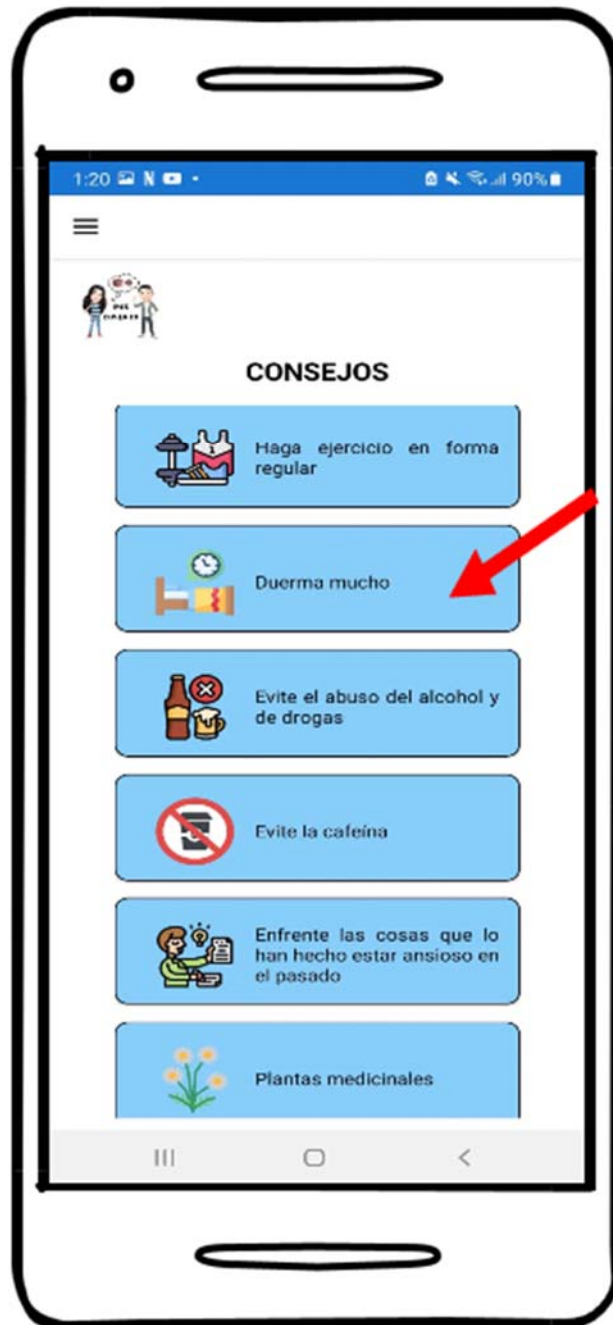 1:20 N 90%
CONSEJOS
Haga ejercicio en forma
regular
Duerma mucho
Evite el abuso del alcohol y
de drogas
Evite la cafeína
Enfrente las cosas que lo
han hecho estar ansioso en
el pasado
Plantas medicinales